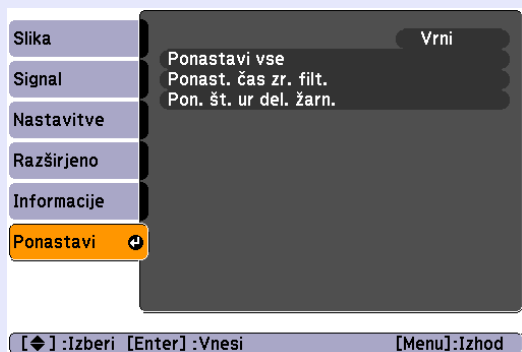 Slika
Signal
Nastavitve
Razširjeno
Informacije
Ponastavi
Vrni
Ponastavi vse
Ponast. čas zr. filt.
Pon. št. ur del. žarn.
[◆] :Izberi [Enter] :Vnesi [Menu]:Izhod